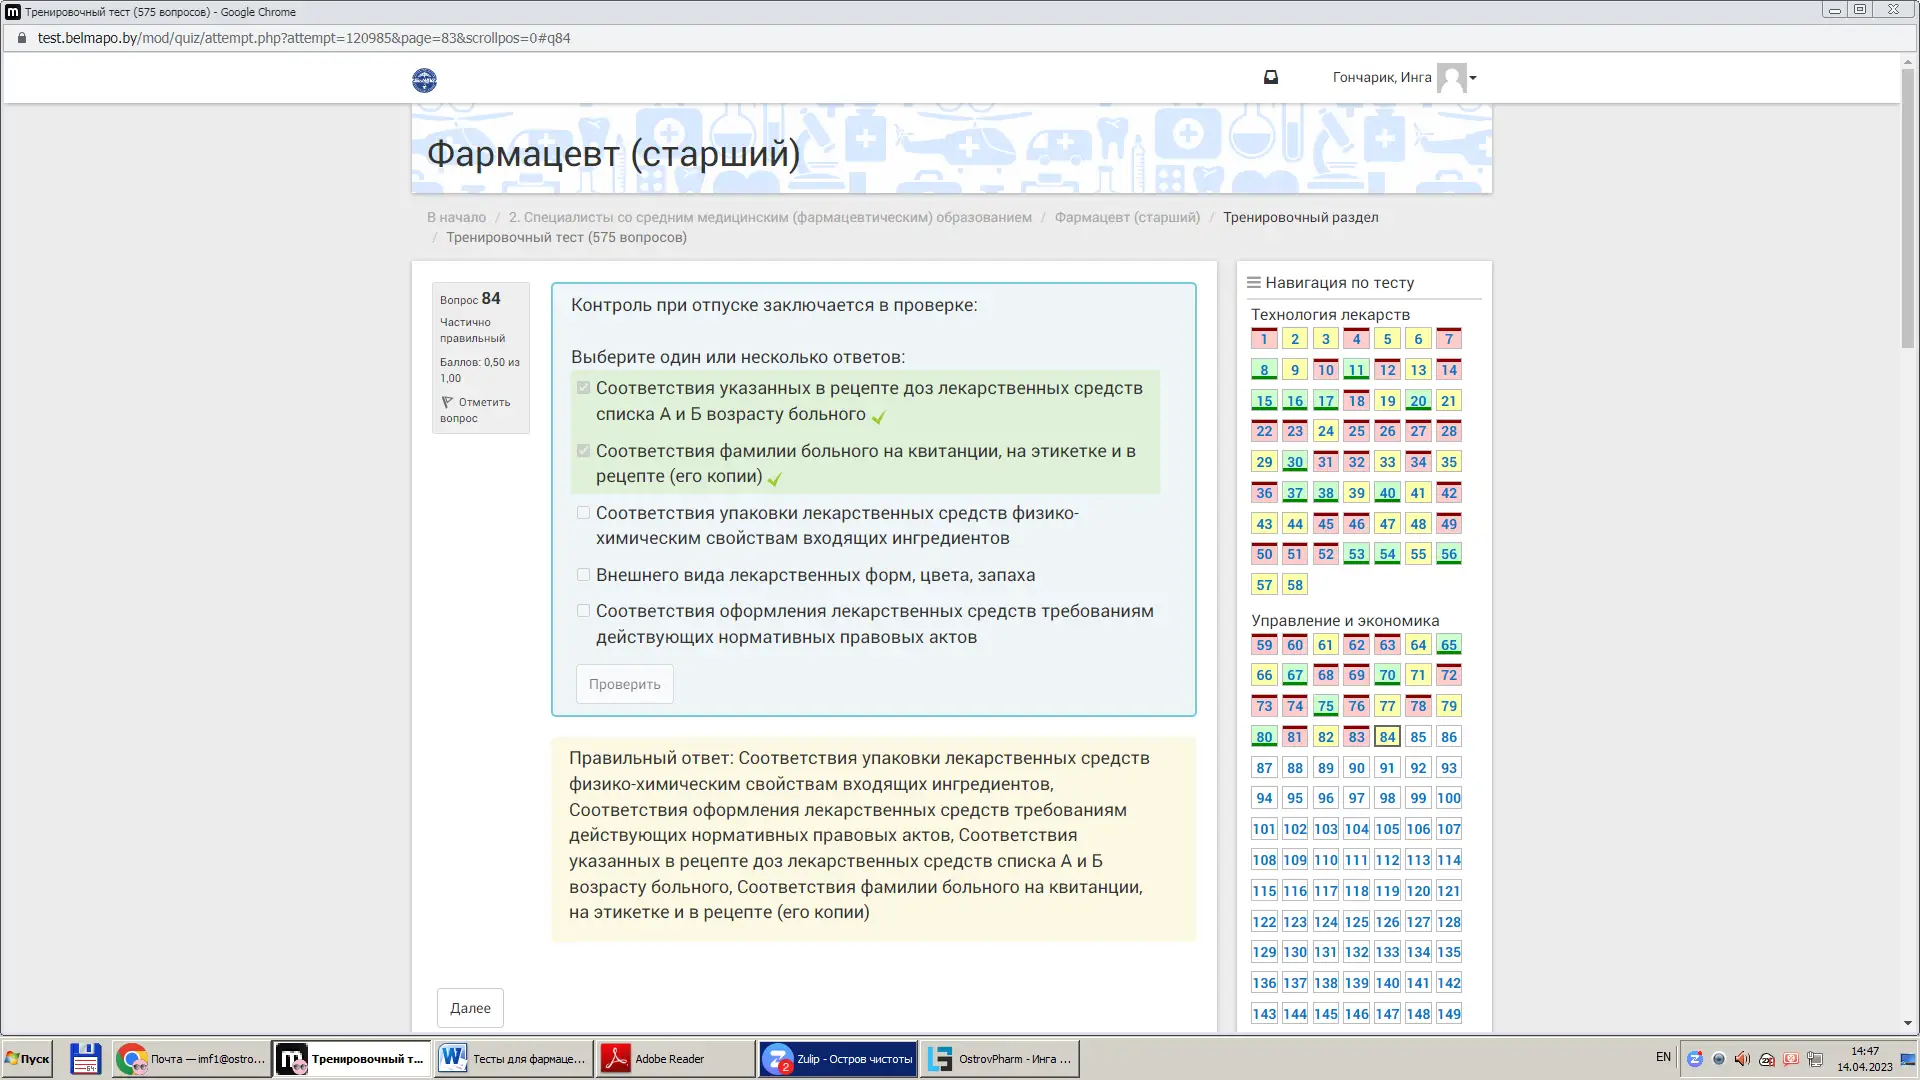 Тренировочный тест (575 вопросов) - Google Chrome
test.belmapo.by/mod/quiz/attempt.php?attempt=120985&page=83&scrollpos=0#q84
Гончарик, Инга
Фармацевт (старший)
В начало / 2. Специалисты со средним медицинским (фармацевтическим) образованием / Фармацевт (старший) / Тренировочный раздел
/ Тренировочный тест (575 вопросов)
Вопрос 84
Частично
правильный
Баллов: 0,50 из
1,00
Отметить
вопрос
Контроль при отпуске заключается в проверке:
Выберите один или несколько ответов:
Соответствия указанных в рецепте доз лекарственных средств
списка А и Б возрасту больного
Соответствия фамилии больного на квитанции, на этикетке и в
рецепте (его копии)
Соответствия упаковки лекарственных средств физико-
химическим свойствам входящих ингредиентов
Внешнего вида лекарственных форм, цвета, запаха
Соответствия оформления лекарственных средств требованиям
действующих нормативных правовых актов
Проверить
Правильный ответ: Соответствия упаковки лекарственных средств
физико-химическим свойствам входящих ингредиентов,
Соответствия оформления лекарственных средств требованиям
действующих нормативных правовых актов, Соответствия
указанных в рецепте доз лекарственных средств списка А и Б
возрасту больного, Соответствия фамилии больного на квитанции,
на этикетке и в рецепте (его копии)
Далее
Навигация по тесту
Технология лекарств
1 2 3 4 5 6 7
8 9 10 11 12 13 14
15 16 17 18 19 20 21
22 23 24 25 26 27 28
29 30 31 32 33 34 35
36 37 38 39 40 41 42
43 44 45 46 47 48 49
50 51 52 53 54 55 56
57 58
Управление и экономика
59 60 61 62 63 64 65
66 67 68 69 70 71 72
73 74 75 76 77 78 79
80 81 82 83 84 85 86
87 88 89 90 91 92 93
94 95 96 97 98 99 100
101 102 103 104 105 106 107
108 109 110 111 112 113 114
115 116 117 118 119 120 121
122 123 124 125 126 127 128
129 130 131 132 133 134 135
136 137 138 139 140 141 142
143 144 145 146 147 148 149
Пуск
Почта — imf1@ostro...
Тренировочный т...
Тесты для фармаце...
Adobe Reader
2
Zulip - Остров чистоты
OstrovPharm - Инга ...
EN
14:47
14.04.2023